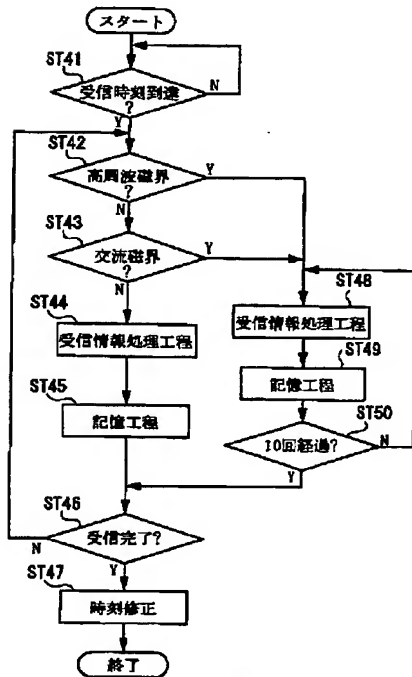 スタート
ST41
受信時刻到達
?
N
Y
ST42
高周波磁界
?
Y
N
ST43
交流磁界
?
Y
N
ST44
受信情報処理工程
ST48
受信情報処理工程
ST45
記憶工程
ST49
記憶工程
ST50
10回経過?
N
Y
ST46
受信完了?
N
Y
ST47
時刻修正
終了